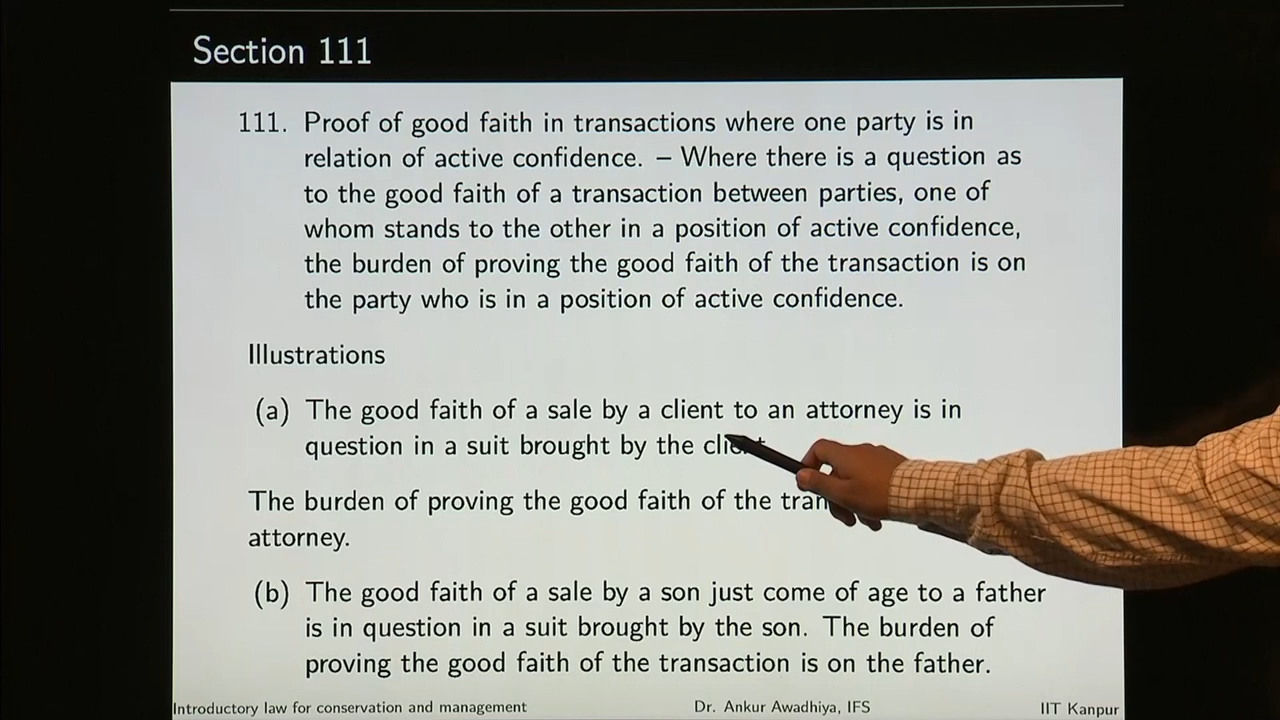 Section 111
111. Proof of good faith in transactions where one party is in
relation of active confidence. – Where there is a question as
to the good faith of a transaction between parties, one of
whom stands to the other in a position of active confidence,
the burden of proving the good faith of the transaction is on
the party who is in a position of active confidence.
Illustrations
(a) The good faith of a sale by a client to an attorney is in
question in a suit brought by the
The burden of proving the good faith of the
attorney.
(b) The good faith of a sale by a son just come of age to a father
is in question in a suit brought by the son. The burden of
proving the good faith of the transaction is on the father.
Introductory law for conservation and management Dr. Ankur Awadhiya, IFS IIT Kanpur